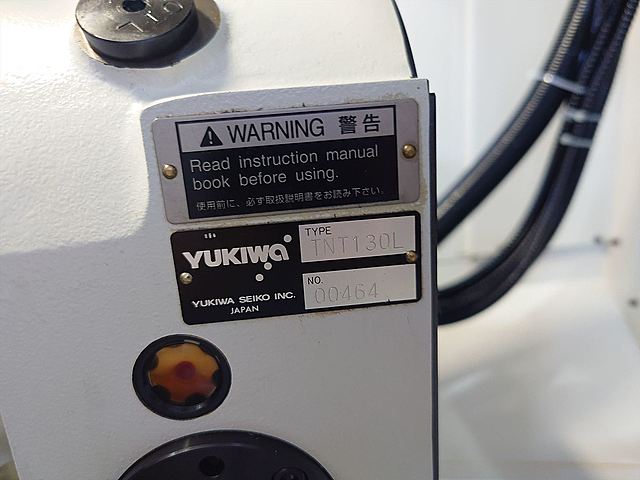 710
WARNING 警告
Read instruction manual
book before using.
使用前に、必ず取扱説明書をお読み下さい。
YUKIWA
TYPE
TNT130L
NO.
00464
YUKIWA SEIKO INC.
JAPAN